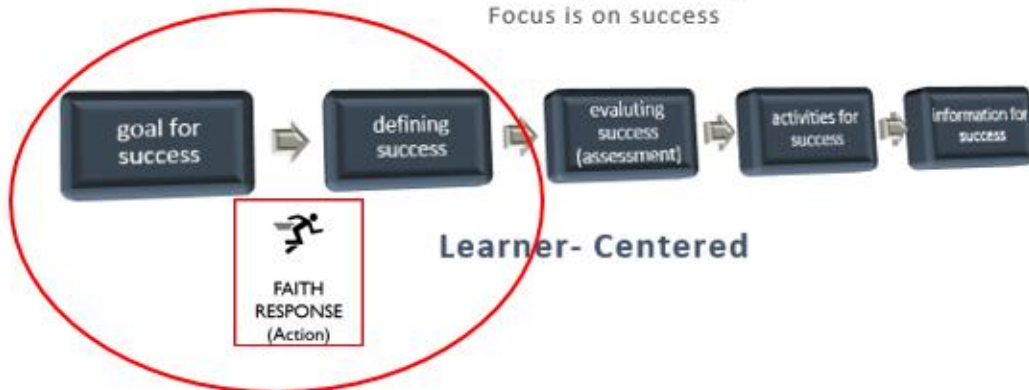 Focus is on success
goal for
success
defining
success
evaluting
success
(assessment)
activities for
success
information for
success
FAITH
RESPONSE
(Action)
Learner- Centered